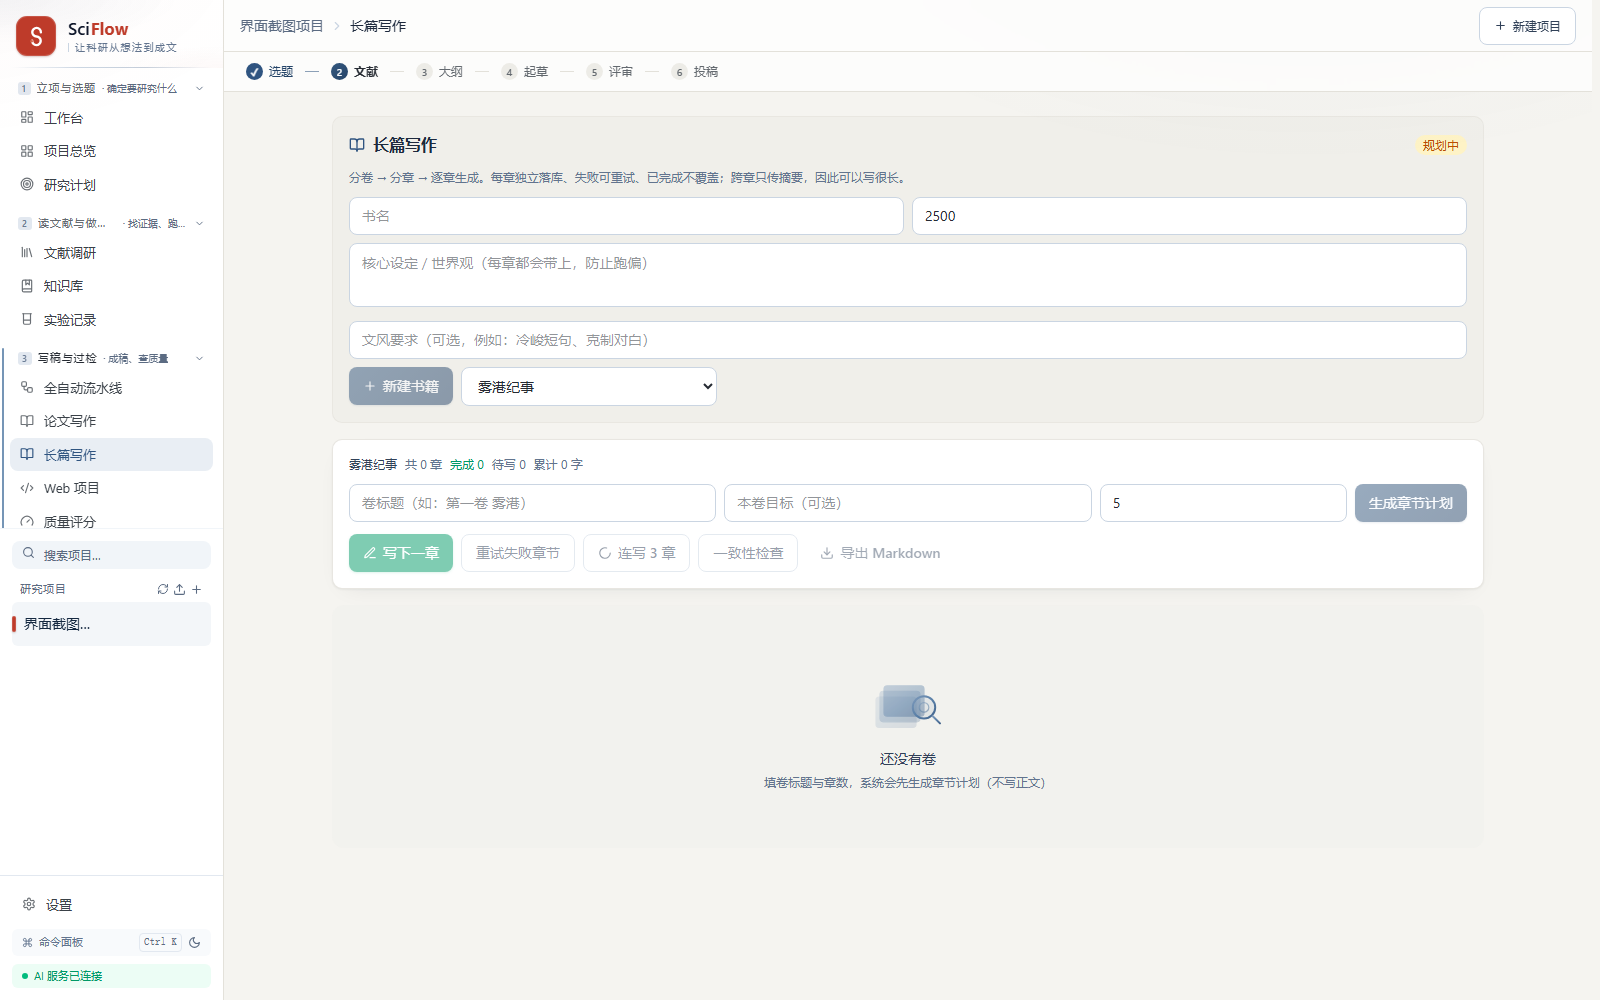 S
SciFlow
让科研从想法到成文
1 立项与选题 · 确定要研究什么
工作台
项目总览
研究计划
2 读文献与做... · 找证据、跑...
文献调研
知识库
实验记录
3 写稿与过检 · 成稿、查质量
全自动流水线
论文写作
长篇写作
Web 项目
质量评分
搜索项目...
研究项目
界面截图...
设置
命令面板 Ctrl K
AI 服务已连接
界面截图项目 > 长篇写作
新建项目
选题 2 文献 3 大纲 4 起草 5 评审 6 投稿
长篇写作
规划中
分卷 → 分章 → 逐章生成。每章独立落库、失败可重试、已完成不覆盖；跨章只传摘要，因此可以写很长。
书名 2500
核心设定 / 世界观（每章都会带上，防止跑偏）
文风要求（可选，例如：冷峻短句、克制对白）
新建书籍 雾港纪事
雾港纪事 共 0 章 完成 0 待写 0 累计 0 字
卷标题（如：第一卷 雾港） 本卷目标（可选） 5 生成章节计划
写下一章 重试失败章节 连写 3 章 一致性检查 导出 Markdown
还没有卷
填卷标题与章数，系统会先生成章节计划（不写正文）